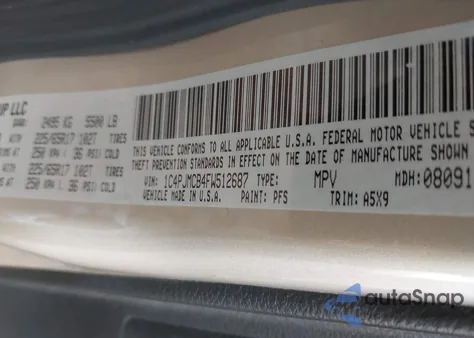 UP LLC
GVWR: 2495 KG 5500 LB
225/65R17 102T TIRES
250 KPA ( 36 PSI) COLD
225/65R17 102T TIRES
250 KPA ( 36 PSI) COLD
THIS VEHICLE CONFORMS TO ALL APPLICABLE U.S.A. FEDERAL MOTOR VEHICLE S
THEFT PREVENTION STANDARDS IN EFFECT ON THE DATE OF MANUFACTURE SHOWN
VIN: 1C4PJMCB4FW512687 TYPE: MPV MDH: 08091
VEHICLE MADE IN U.S.A. PAINT: PFS TRIM: A5X9
autoSnap